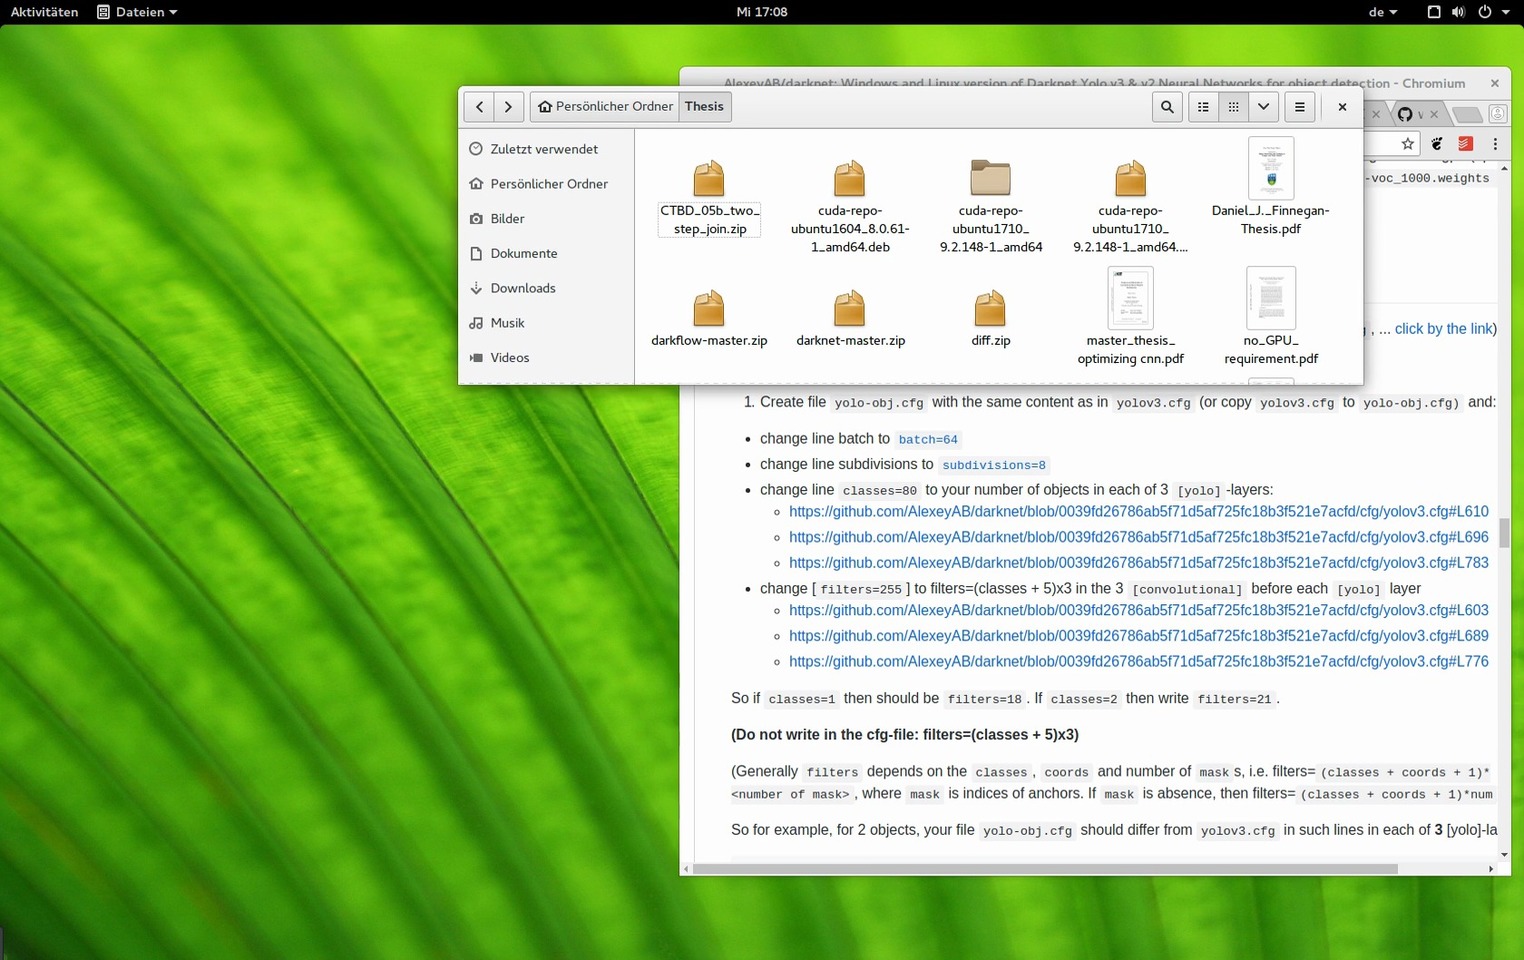 Aktivitäten
Dateien
Mi 17:08
de
AlexeyAB/darknet: Windows and Linux version of Darknet Yolo v3 & v2 Neural Networks for object detection - Chromium
Persönlicher Ordner
Thesis
Zuletzt verwendet
Persönlicher Ordner
Bilder
Dokumente
Downloads
Musik
Videos
CTBD_05b_two_
step_join.zip
cuda-repo-
ubuntu1604_8.0.61-
1_amd64.deb
cuda-repo-
ubuntu1710_
9.2.148-1_amd64
cuda-repo-
ubuntu1710_
9.2.148-1_amd64....
Daniel_J._Finnegan-
Thesis.pdf
darkflow-master.zip
darknet-master.zip
diff.zip
master_thesis_
optimizing cnn.pdf
no_GPU_
requirement.pdf
-voc_1000.weights
, ... click by the link)
1. Create file yolo-obj.cfg with the same content as in yolov3.cfg (or copy yolov3.cfg to yolo-obj.cfg) and:
• change line batch to batch=64
• change line subdivisions to subdivisions=8
• change line classes=80 to your number of objects in each of 3 [yolo] -layers:
◦ https://github.com/AlexeyAB/darknet/blob/0039fd26786ab5f71d5af725fc18b3f521e7acfd/cfg/yolov3.cfg#L610
◦ https://github.com/AlexeyAB/darknet/blob/0039fd26786ab5f71d5af725fc18b3f521e7acfd/cfg/yolov3.cfg#L696
◦ https://github.com/AlexeyAB/darknet/blob/0039fd26786ab5f71d5af725fc18b3f521e7acfd/cfg/yolov3.cfg#L783
• change [ filters=255 ] to filters=(classes + 5)x3 in the 3 [convolutional] before each [yolo] layer
◦ https://github.com/AlexeyAB/darknet/blob/0039fd26786ab5f71d5af725fc18b3f521e7acfd/cfg/yolov3.cfg#L603
◦ https://github.com/AlexeyAB/darknet/blob/0039fd26786ab5f71d5af725fc18b3f521e7acfd/cfg/yolov3.cfg#L689
◦ https://github.com/AlexeyAB/darknet/blob/0039fd26786ab5f71d5af725fc18b3f521e7acfd/cfg/yolov3.cfg#L776
So if classes=1 then should be filters=18 . If classes=2 then write filters=21 .
(Do not write in the cfg-file: filters=(classes + 5)x3)
(Generally filters depends on the classes , coords and number of mask s, i.e. filters= (classes + coords + 1)*
<number of mask> , where mask is indices of anchors. If mask is absence, then filters= (classes + coords + 1)*num
So for example, for 2 objects, your file yolo-obj.cfg should differ from yolov3.cfg in such lines in each of 3 [yolo]-la